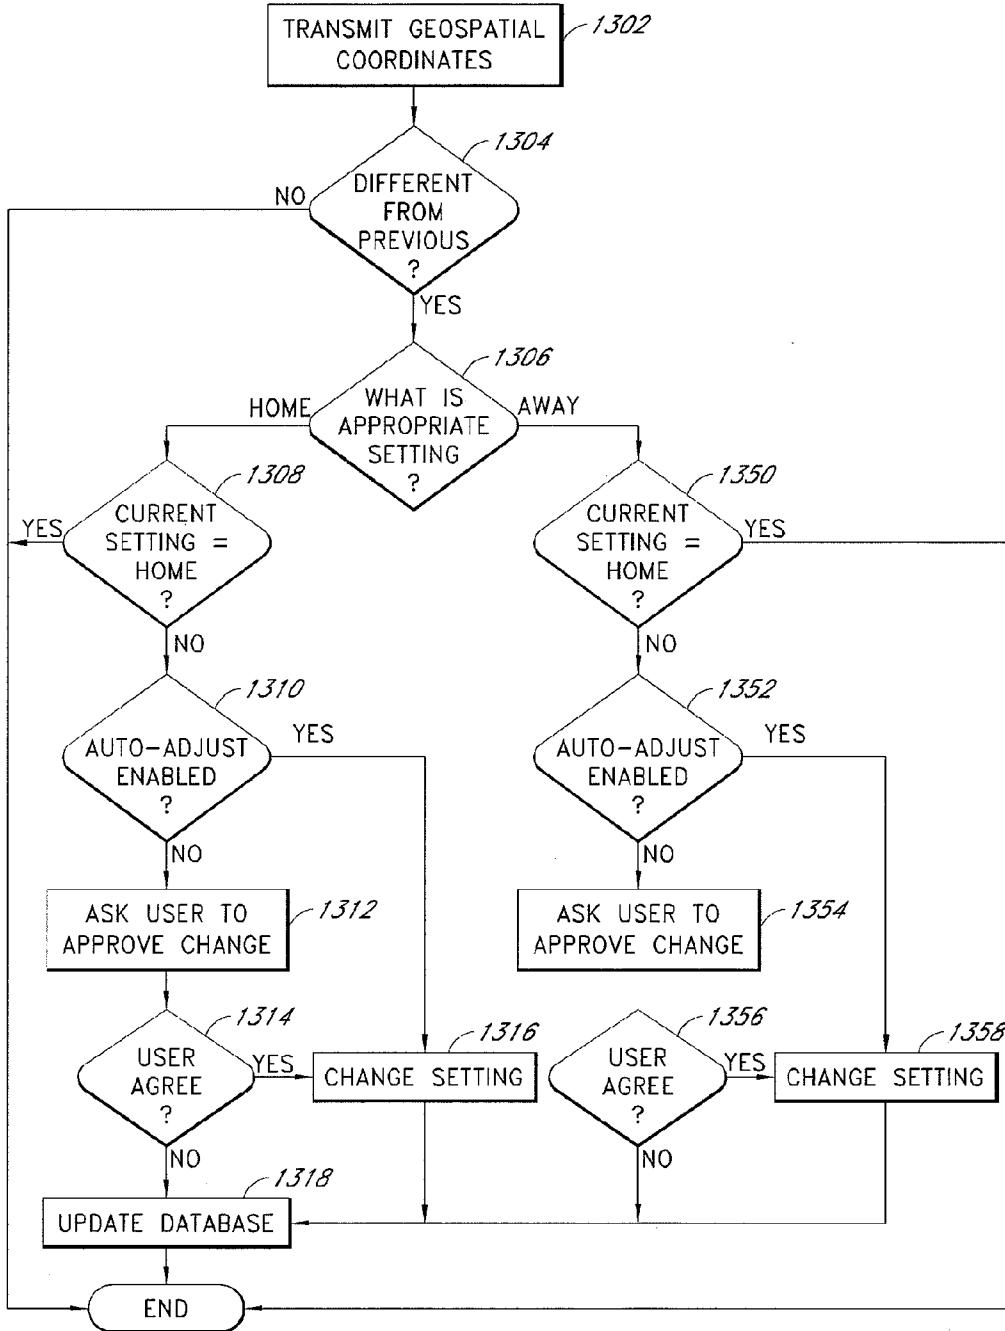 TRANSMIT GEOSPATIAL
COORDINATES
1302
1304
DIFFERENT
FROM
PREVIOUS
?
NO
YES
1306
WHAT IS
APPROPRIATE
SETTING
?
HOME
AWAY
1308
CURRENT
SETTING =
HOME
?
YES
NO
1350
CURRENT
SETTING =
HOME
?
YES
NO
1310
AUTO-ADJUST
ENABLED
?
YES
NO
1352
AUTO-ADJUST
ENABLED
?
YES
NO
ASK USER TO
APPROVE CHANGE
1312
ASK USER TO
APPROVE CHANGE
1354
1314
USER
AGREE
?
YES
NO
1316
CHANGE SETTING
1356
USER
AGREE
?
YES
NO
1358
CHANGE SETTING
1318
UPDATE DATABASE
END